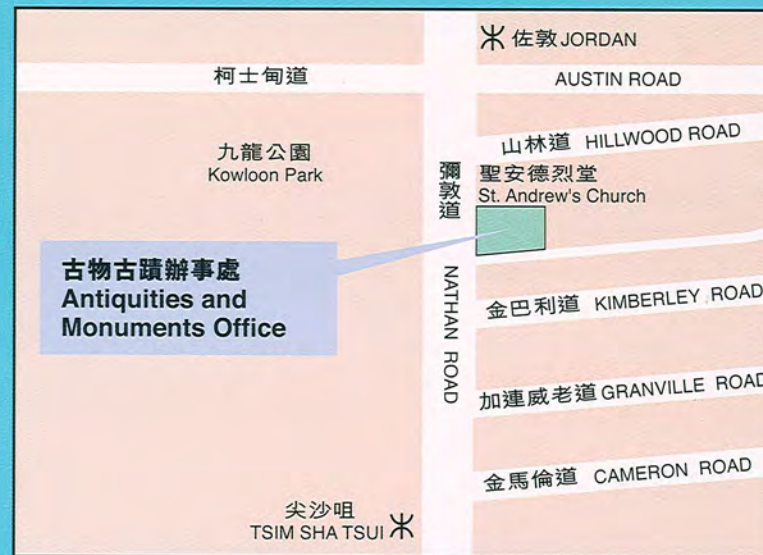 佐敦 JORDAN
柯士甸道
AUSTIN ROAD
山林道 HILLWOOD ROAD
九龍公園
Kowloon Park
彌敦道 NATHAN ROAD
聖安德烈堂
St. Andrew's Church
古物古蹟辦事處
Antiquities and
Monuments Office
金巴利道 KIMBERLEY ROAD
加連威老道 GRANVILLE ROAD
金馬倫道 CAMERON ROAD
尖沙咀
TSIM SHA TSUI